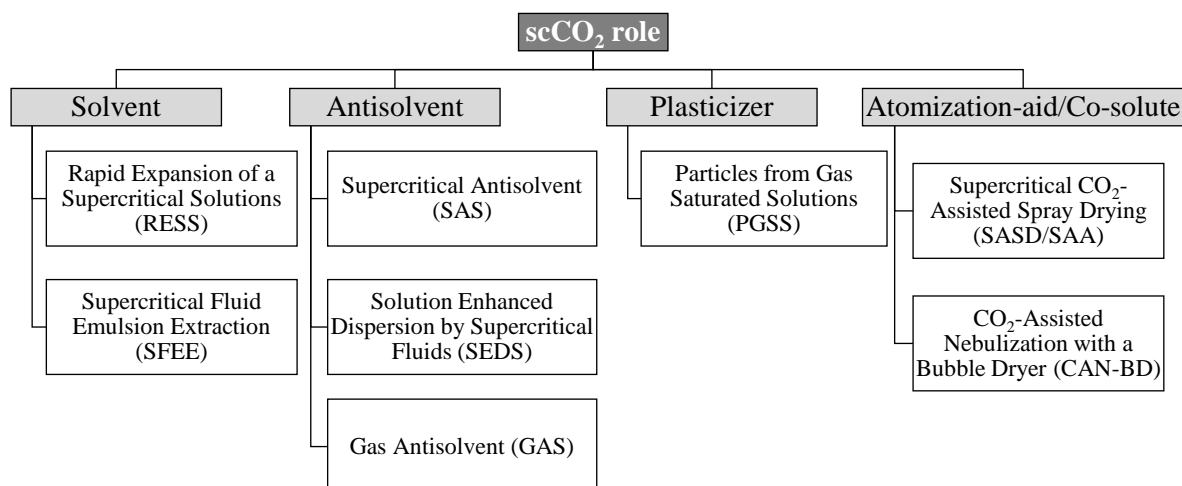 scCO₂ role
Solvent
Rapid Expansion of a
Supercritical Solutions
(RESS)
Supercritical Fluid
Emulsion Extraction
(SFEE)
Antisolvent
Supercritical Antisolvent
(SAS)
Solution Enhanced
Dispersion by Supercritical
Fluids (SEDS)
Gas Antisolvent (GAS)
Plasticizer
Particles from Gas
Saturated Solutions
(PGSS)
Atomization-aid/Co-solute
Supercritical CO₂-
Assisted Spray Drying
(SASD/SAA)
CO₂-Assisted
Nebulization with a
Bubble Dryer (CAN-BD)